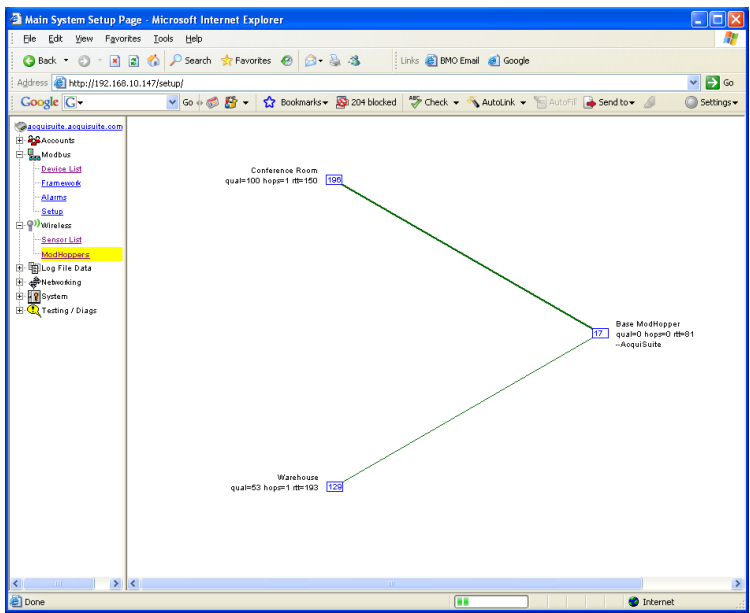 Main System Setup Page - Microsoft Internet Explorer
File Edit View Favorites Tools Help
Back Search Favorites Links BMO Email Google
Address http://192.168.10.147/setup/ Go
Google G Go Bookmarks 204 blocked ABC Check AutoLink AutoFill Send to Settings
acquisuite.acquisuite.com
Accounts
Modbus
Device List
Framework
Alarms
Setup
Wireless
Sensor List
ModHoppers
Log File Data
Networking
System
Testing / Diags
Conference Room
qual=100 hops=1 rtt=150 196
17 Base ModHopper
qual=0 hops=0 rtt=81
--AcquiSuite
Warehouse
qual=53 hops=1 rtt=193 129
Done Internet